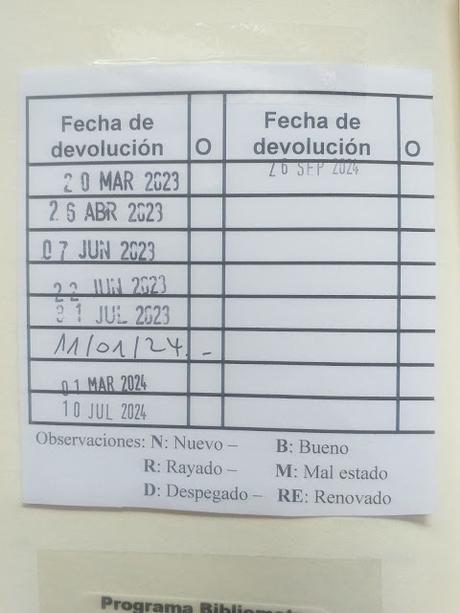 Fecha de devolución O Fecha de devolución O
20 MAR 2023 26 SEP 2024
26 ABR 2023
07 JUN 2023
22 JUN 2023
31 JUL 2023
11/01/24. -
01 MAR 2024
10 JUL 2024
Observaciones: N: Nuevo – B: Bueno
R: Rayado – M: Mal estado
D: Despegado – RE: Renovado
Programa